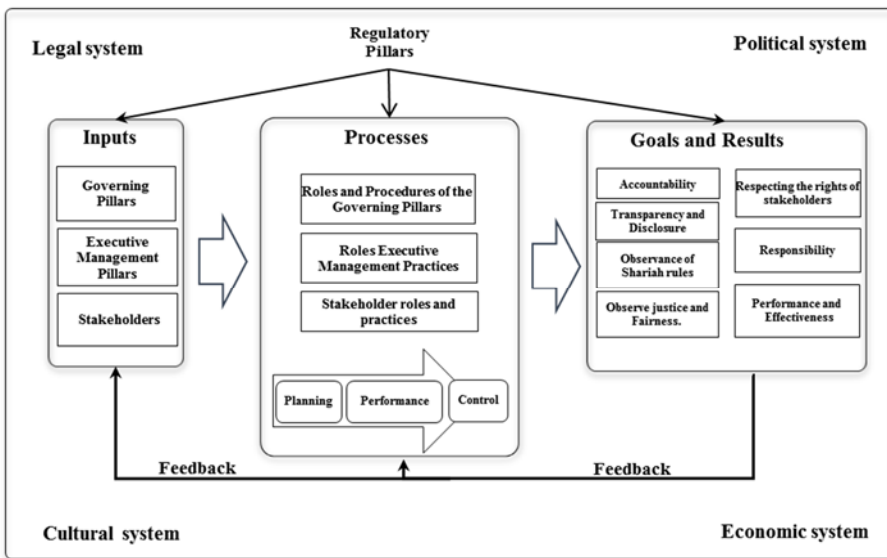 Legal system
Regulatory
Pillars
Political system
Inputs
Governing
Pillars
Executive
Management
Pillars
Stakeholders
Processes
Roles and Procedures of the
Governing Pillars
Roles Executive
Management Practices
Stakeholder roles and
practices
Planning
Performance
Control
Goals and Results
Accountability
Transparency and
Disclosure
Observance of
Shariah rules
Observe justice and
Fairness.
Respecting the rights of
stakeholders
Responsibility
Performance and
Effectiveness
Feedback
Feedback
Cultural system
Economic system